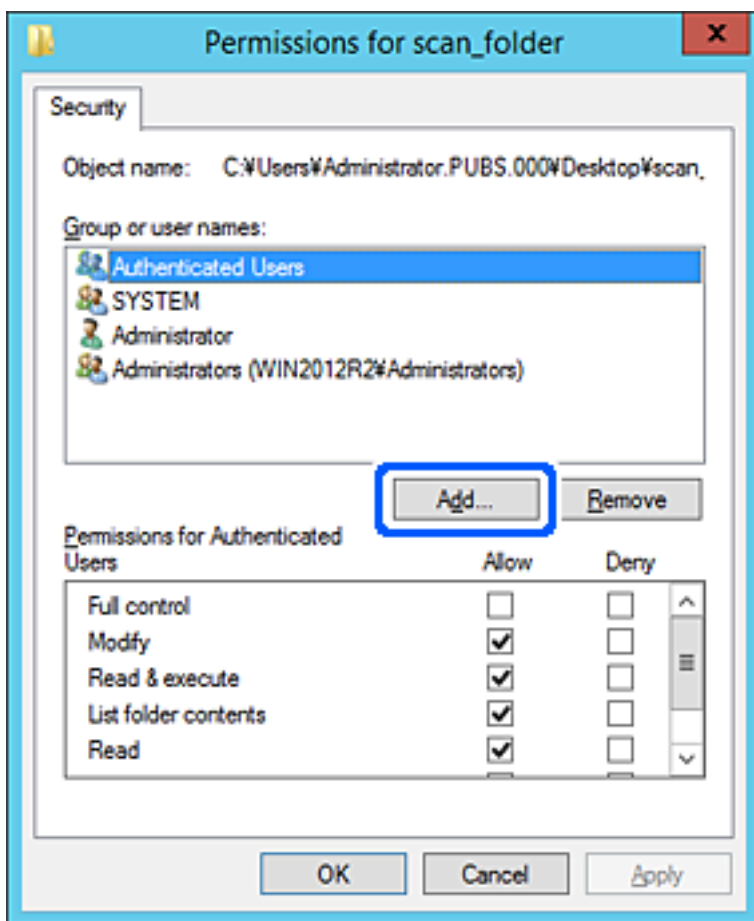 Permissions for scan_folder
x
Security
Object name: C:¥Users¥Administrator.PUBS.000¥Desktop¥scan_
Group or user names:
Authenticated Users
SYSTEM
Administrator
Administrators (WIN2012R2¥Administrators)
Add...
Remove
Permissions for Authenticated
Users
Allow
Deny
Full control
Modify
Read & execute
List folder contents
Read
OK
Cancel
Apply